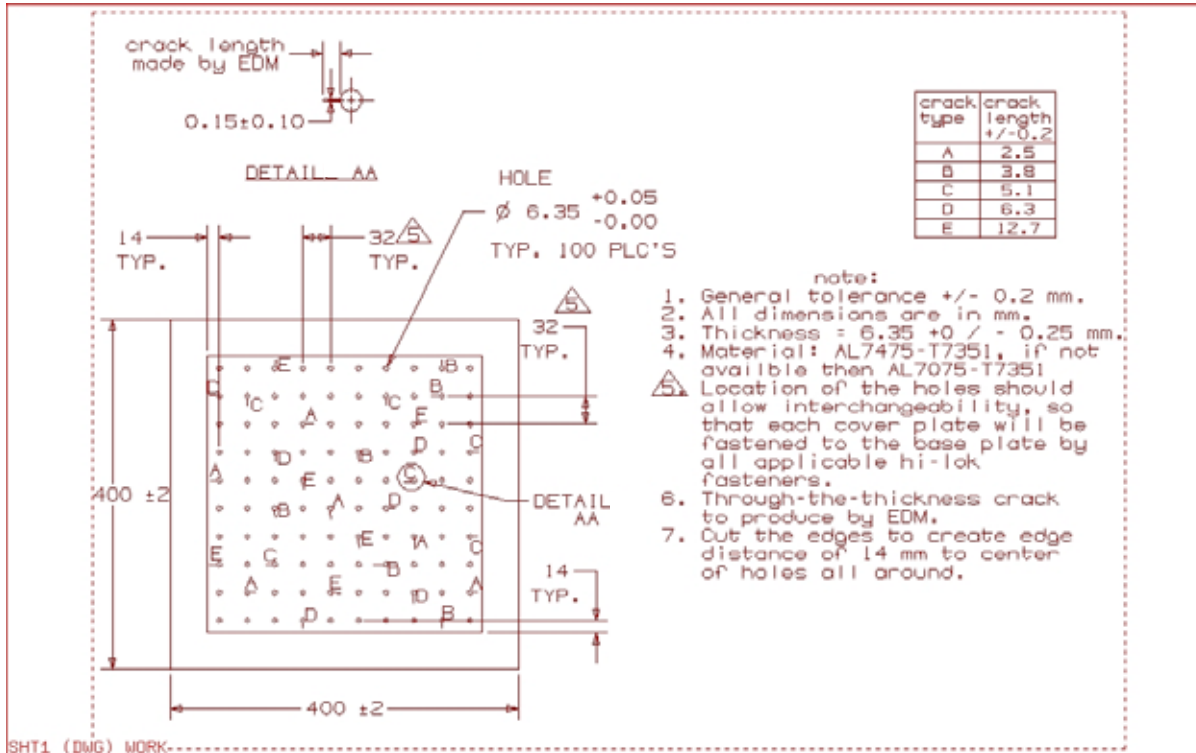 crack length
made by EDM
0.15±0.10
DETAIL AA
HOLE
ø 6.35 +0.05
-0.00
TYP. 100 PLC'S
14
TYP.
32 5
TYP.
5
32
TYP.
crack type crack length +/-0.2
A 2.5
B 3.8
C 5.1
D 6.3
E 12.7
note:
1. General tolerance +/- 0.2 mm.
2. All dimensions are in mm.
3. Thickness = 6.35 +0 / - 0.25 mm.
4. Material: AL7475-T7351, if not
availble then AL7075-T7351
5. Location of the holes should
allow interchangeability, so
that each cover plate will be
fastened to the base plate by
all applicable hi-lok
fasteners.
6. Through-the-thickness crack
to produce by EDM.
7. Cut the edges to create edge
distance of 14 mm to center
of holes all around.
E B
C C C B
A E
D B D C
A E C
B A D
E C E A C
B
A E D A
D B
400 ±2
DETAIL
AA
14
TYP.
400 ±2
SHT1 (DWG) WORK